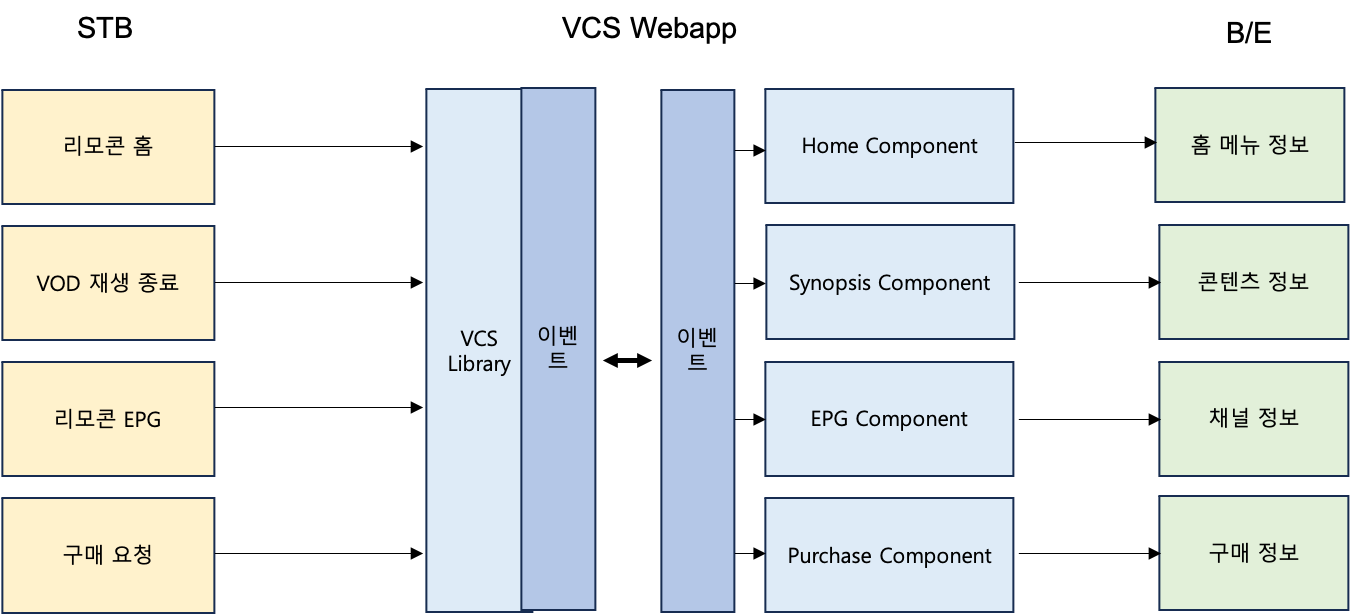 STB
VCS Webapp
B/E
리모콘 홈
VOD 재생 종료
리모콘 EPG
구매 요청
VCS
Library
이벤
트
이벤
트
Home Component
Synopsis Component
EPG Component
Purchase Component
홈 메뉴 정보
콘텐츠 정보
채널 정보
구매 정보